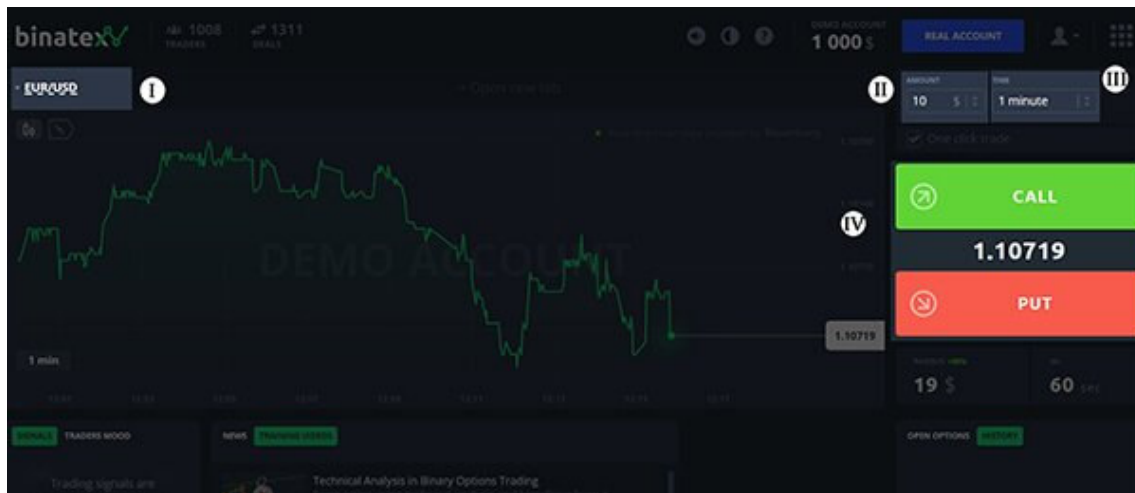 binatex
1008
TRADERS
1311
DEALS
DEMO ACCOUNT
1 000 $
REAL ACCOUNT
EUR/USD
I
+ Open new tab
II
AMOUNT
10 $
TIME
1 minute
III
One click trade
CALL
IV
1.10719
PUT
DEMO ACCOUNT
1.10719
1 min
19 $
60 sec
SIGNALS
TRADERS MOOD
NEWS
TRAINING VIDEOS
OPEN OPTIONS
HISTORY
Trading signals are
Technical Analysis in Binary Options Trading